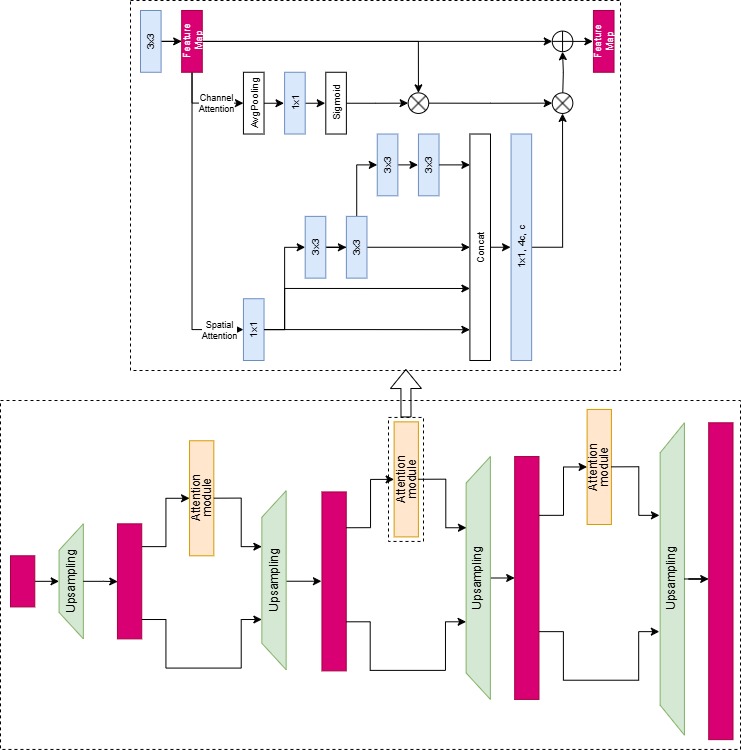 3x3
Feature
Map
Feature
Map
Channel
Attention
AvgPooling
1x1
Sigmoid
3x3
3x3
3x3
3x3
Concat
1x1, 4c, c
Spatial
Attention
1x1
Attention
module
Attention
module
Attention
module
Upsampling
Upsampling
Upsampling
Upsampling